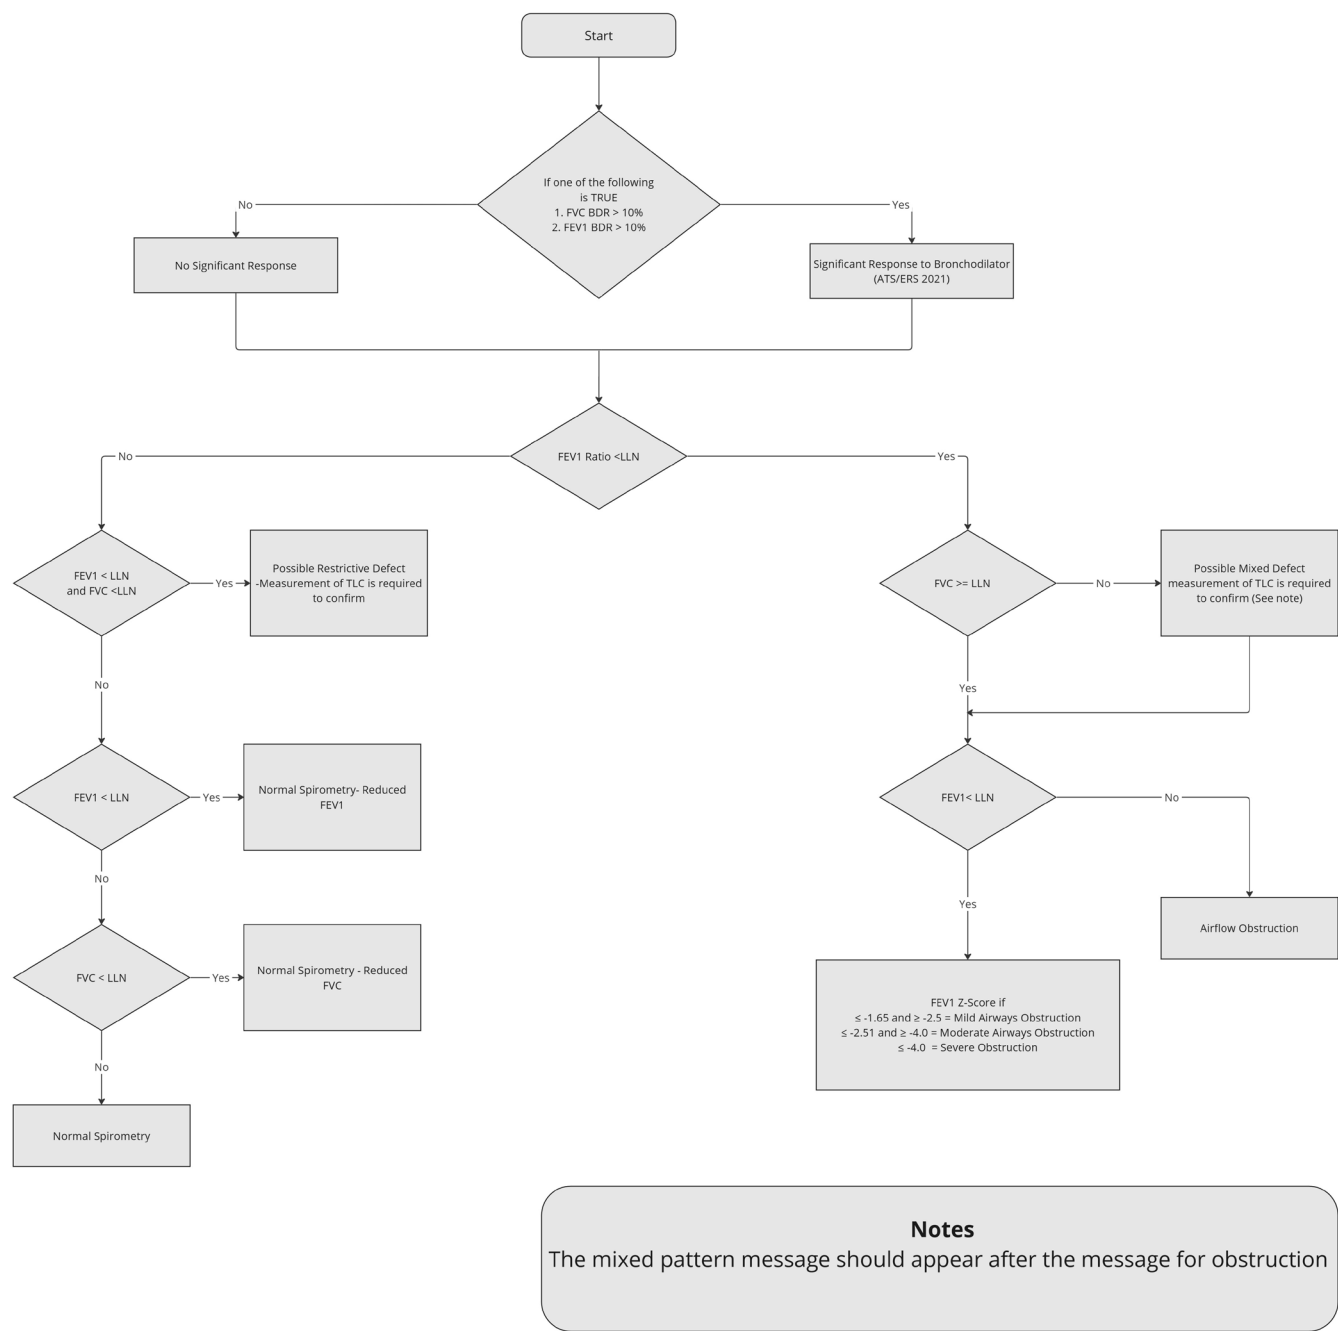 Start
If one of the following
is TRUE
1. FVC BDR > 10%
2. FEV1 BDR > 10%
No
Yes
No Significant Response
Significant Response to Bronchodilator
(ATS/ERS 2021)
FEV1 Ratio <LLN
No
Yes
FEV1 < LLN
and FVC <LLN
Yes
Possible Restrictive Defect
-Measurement of TLC is required
to confirm
FVC >= LLN
No
Possible Mixed Defect
measurement of TLC is required
to confirm (See note)
No
Yes
FEV1 < LLN
Yes
Normal Spirometry- Reduced
FEV1
FEV1< LLN
No
No
Yes
Airflow Obstruction
FVC < LLN
Yes
Normal Spirometry - Reduced
FVC
FEV1 Z-Score if
≤ -1.65 and ≥ -2.5 = Mild Airways Obstruction
≤ -2.51 and ≥ -4.0 = Moderate Airways Obstruction
≤ -4.0  = Severe Obstruction
No
Normal Spirometry
Notes
The mixed pattern message should appear after the message for obstruction